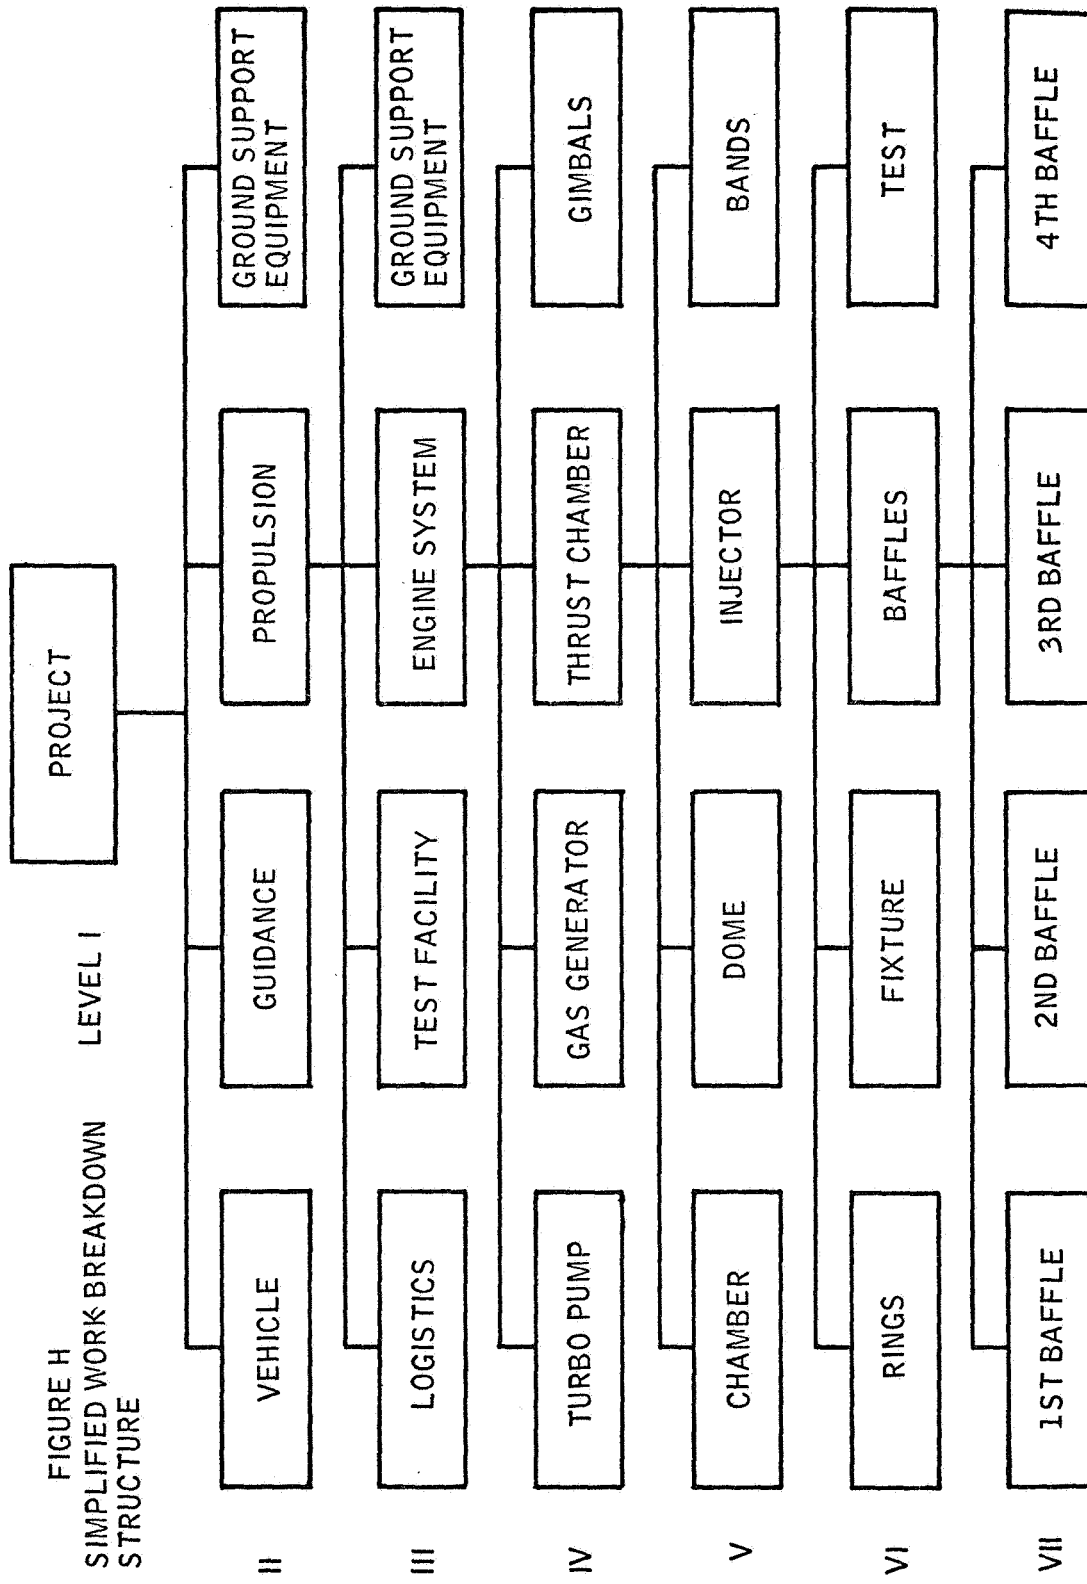 FIGURE H
SIMPLIFIED WORK BREAKDOWN
STRUCTURE
LEVEL I
PROJECT
II
VEHICLE
GUIDANCE
PROPULSION
GROUND SUPPORT
EQUIPMENT
III
LOGISTICS
TEST FACILITY
ENGINE SYSTEM
GROUND SUPPORT
EQUIPMENT
IV
TURBO PUMP
GAS GENERATOR
THRUST CHAMBER
GIMBALS
V
CHAMBER
DOME
INJECTOR
BANDS
VI
RINGS
FIXTURE
BAFFLES
TEST
VII
1ST BAFFLE
2ND BAFFLE
3RD BAFFLE
4TH BAFFLE